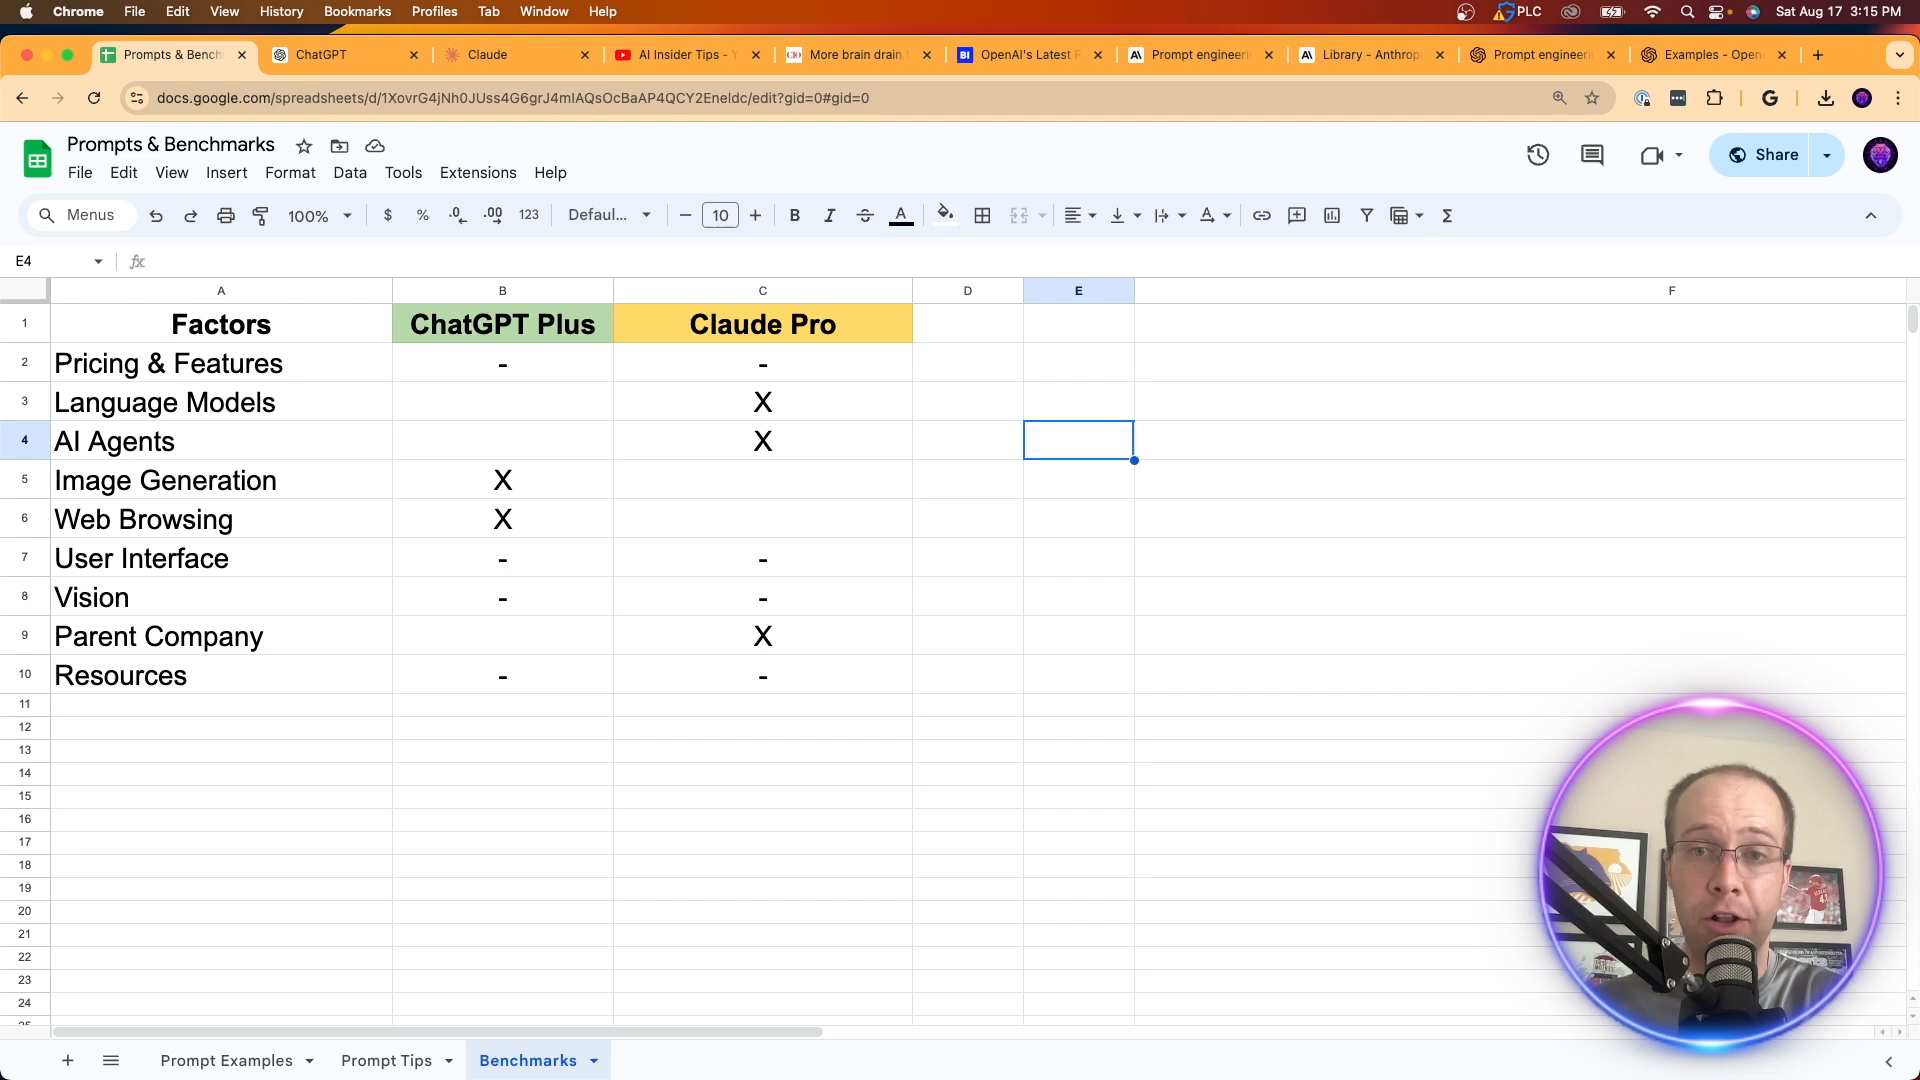 Chrome File Edit View History Bookmarks Profiles Tab Window Help PLC Sat Aug 17 3:15 PM
Prompts & Bench ChatGPT Claude AI Insider Tips - Y More brain drain f OpenAI's Latest R Prompt engineeri Library - Anthrop Prompt engineeri Examples - Open
docs.google.com/spreadsheets/d/1XovrG4jNh0JUss4G6grJ4mIAQsOcBaAP4QCY2EneIdc/edit?gid=0#gid=0
Prompts & Benchmarks
File Edit View Insert Format Data Tools Extensions Help
Share
Menus 100% $ % .0 .00 123 Defaul... 10 B I S A Σ
E4 fx
A B C D E F
1 Factors ChatGPT Plus Claude Pro
2 Pricing & Features - -
3 Language Models X
4 AI Agents X
5 Image Generation X
6 Web Browsing X
7 User Interface - -
8 Vision - -
9 Parent Company X
10 Resources - -
11
12
13
14
15
16
17
18
19
20
21
22
23
24
25
Prompt Examples Prompt Tips Benchmarks